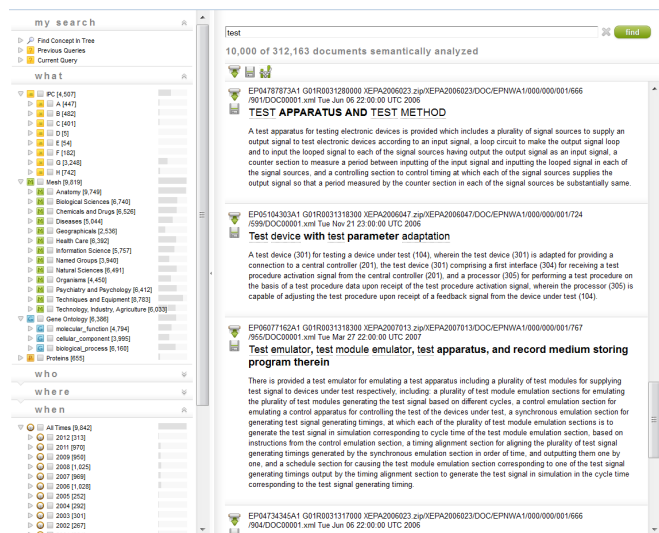 my search
Find Concept In Tree
Previous Queries
Current Query
what
IPC [4,507]
A [447]
B [482]
C [401]
D [5]
E [54]
F [182]
G [3,248]
H [742]
Mesh [9,819]
Anatomy [9,749]
Biological Sciences [6,740]
Chemicals and Drugs [6,526]
Diseases [5,044]
Geographicals [2,536]
Health Care [6,392]
Information Science [5,757]
Named Groups [3,940]
Natural Sciences [6,491]
Organisms [4,450]
Psychiatry and Psychology [6,412]
Techniques and Equipment [8,783]
Technology, Industry, Agriculture [6,033]
Gene Ontology [6,386]
molecular_function [4,794]
cellular_component [3,995]
biological_process [6,160]
Proteins [655]
who
where
when
All Times [9,842]
2012 [313]
2011 [970]
2009 [950]
2008 [1,025]
2007 [969]
2006 [1,028]
2005 [252]
2004 [292]
2003 [301]
2002 [267]
test
find
10,000 of 312,163 documents semantically analyzed
EP04787873A1 G01R0031280000 XEPA2006023.zip/XEPA2006023/DOC/EPNWA1/000/000/001/666
/901/DOC00001.xml Tue Jun 06 22:00:00 UTC 2006
TEST APPARATUS AND TEST METHOD
A test apparatus for testing electronic devices is provided which includes a plurality of signal sources to supply an
output signal to test electronic devices according to an input signal, a loop circuit to make the output signal loop
and to input the looped signal to each of the signal sources having output the output signal as an input signal, a
counter section to measure a period between inputting of the input signal and inputting the looped signal in each of
the signal sources, and a controlling section to control timing at which each of the signal sources supplies the
output signal so that a period measured by the counter section in each of the signal sources be substantially same.
EP05104303A1 G01R0031318300 XEPA2006047.zip/XEPA2006047/DOC/EPNWA1/000/000/001/724
/599/DOC00001.xml Tue Nov 21 23:00:00 UTC 2006
Test device with test parameter adaptation
A test device (301) for testing a device under test (104), wherein the test device (301) is adapted for providing a
connection to a central controller (201), the test device (301) comprising a first interface (304) for receiving a test
procedure activation signal from the central controller (201), and a processor (305) for performing a test procedure on
the basis of a test procedure data upon receipt of the test procedure activation signal, wherein the processor (305) is
capable of adjusting the test procedure upon receipt of a feedback signal from the device under test (104).
EP06077162A1 G01R0031318300 XEPA2007013.zip/XEPA2007013/DOC/EPNWA1/000/000/001/767
/955/DOC00001.xml Tue Mar 27 22:00:00 UTC 2007
Test emulator, test module emulator, test apparatus, and record medium storing
program therein
There is provided a test emulator for emulating a test apparatus including a plurality of test modules for supplying
test signal to devices under test respectively, including: a plurality of test module emulation sections for emulating
the plurality of test modules generating the test signal based on different cycles, a control emulation section for
emulating a control apparatus for controlling the test of the devices under test, a synchronous emulation section for
generating test signal generating timings, at which each of the plurality of test module emulation sections is to
generate the test signal in simulation corresponding to cycle time of the test module emulation section, based on
instructions from the control emulation section, a timing alignment section for aligning the plurality of test signal
generating timings generated by the synchronous emulation section in order of time, and outputting them one by
one, and a schedule section for causing the test module emulation section corresponding to one of the test signal
generating timings output by the timing alignment section to generate the test signal in simulation in the cycle time
corresponding to the test signal generating timing.
EP04734345A1 G01R0031317000 XEPA2006023.zip/XEPA2006023/DOC/EPNWA1/000/000/001/666
/904/DOC00001.xml Tue Jun 06 22:00:00 UTC 2006